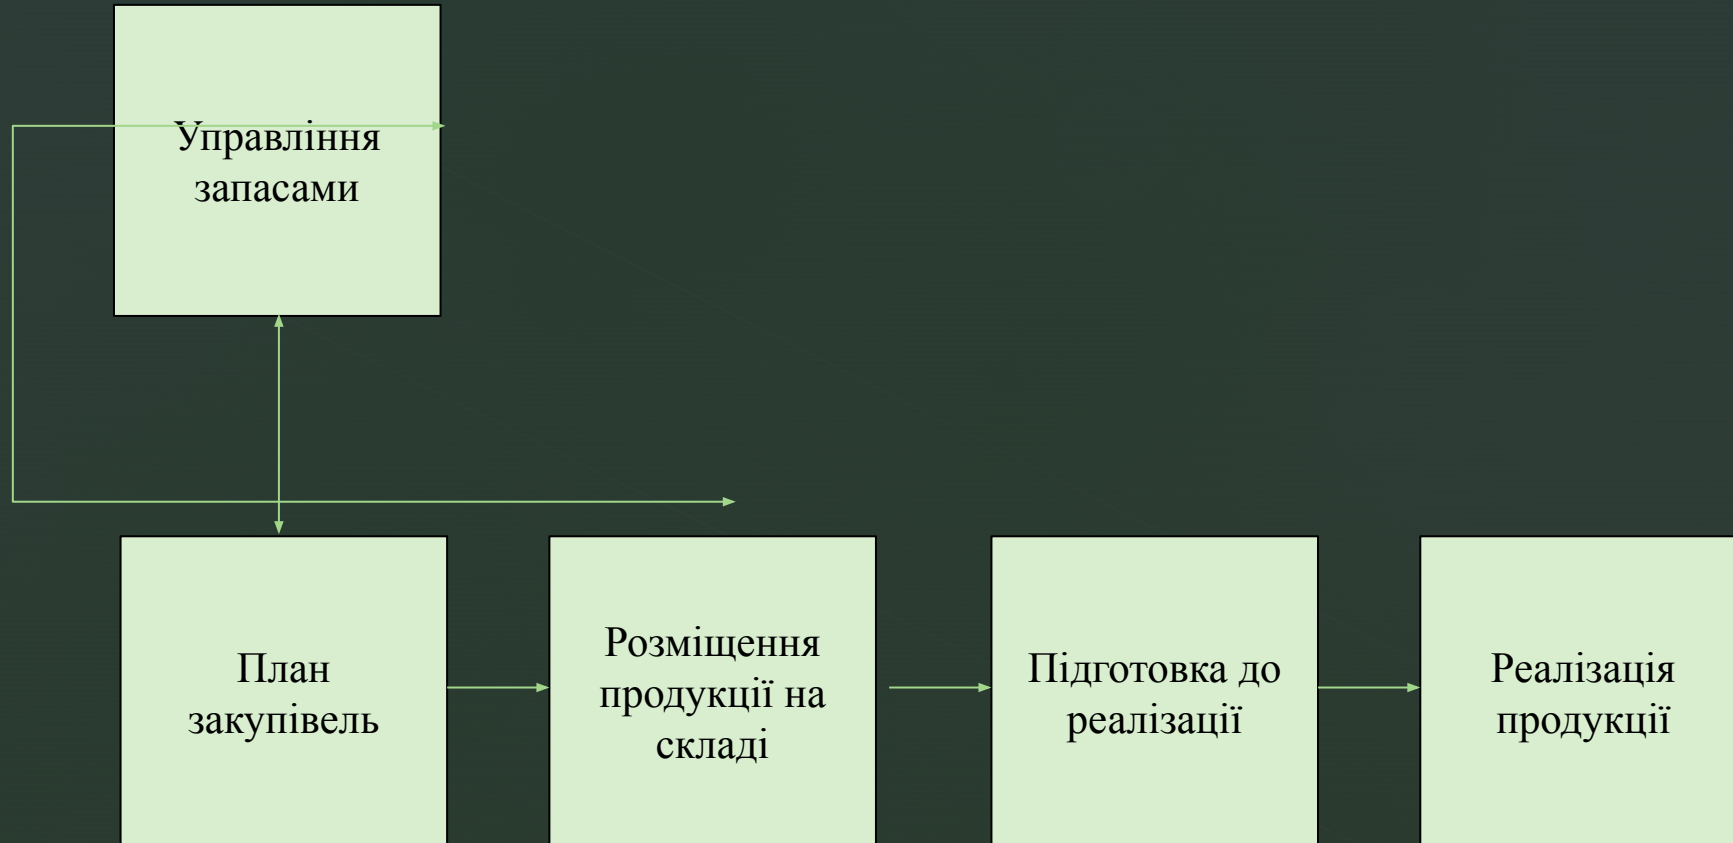 Управління
запасами
План
закупівель
Розміщення
продукції на
складі
Підготовка до
реалізації
Реалізація
продукції